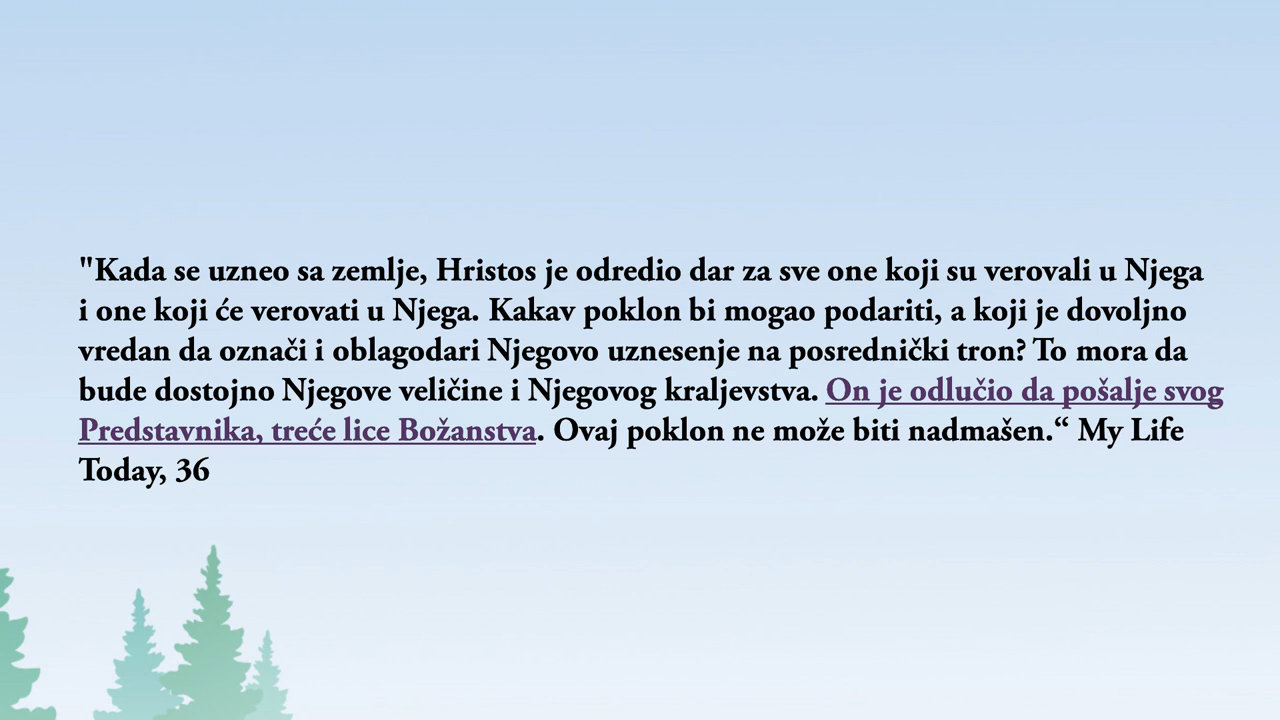 "Kada se uzneo sa zemlje, Hristos je odredio dar za sve one koji su verovali u Njega
i one koji će verovati u Njega. Kakav poklon bi mogao podariti, a koji je dovoljno
vredan da označi i oblagodari Njegovo uznesenje na posrednički tron? To mora da
bude dostojno Njegove veličine i Njegovog kraljevstva. On je odlučio da pošalje svog
Predstavnika, treće lice Božanstva. Ovaj poklon ne može biti nadmašen.“ My Life
Today, 36